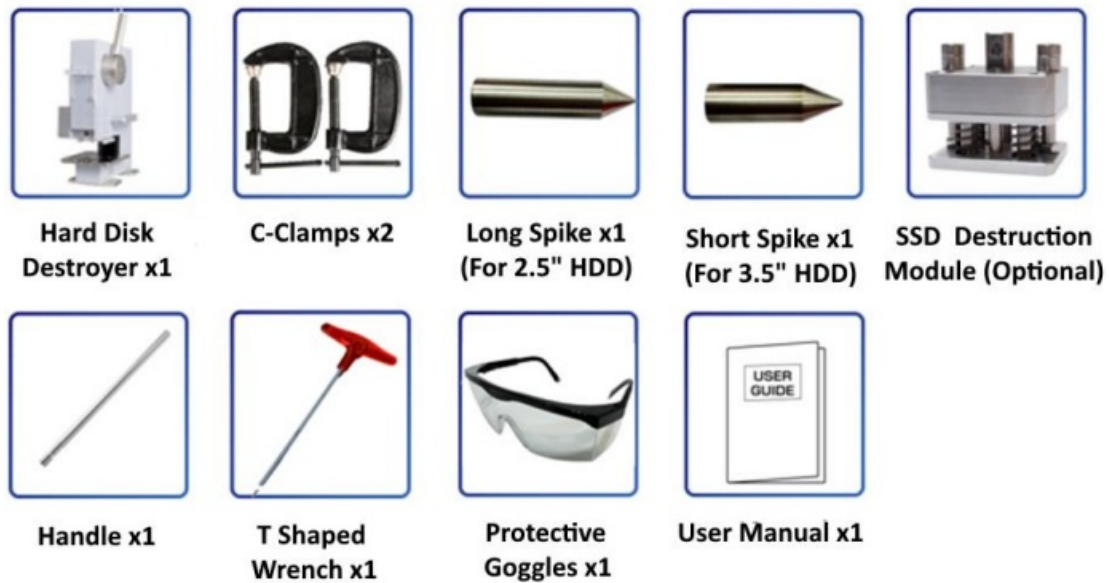 Hard Disk
Destroyer x1
C-Clamps x2
Long Spike x1
(For 2.5" HDD)
Short Spike x1
(For 3.5" HDD)
SSD Destruction
Module (Optional)
Handle x1
T Shaped
Wrench x1
Protective
Goggles x1
USER
GUIDE
User Manual x1